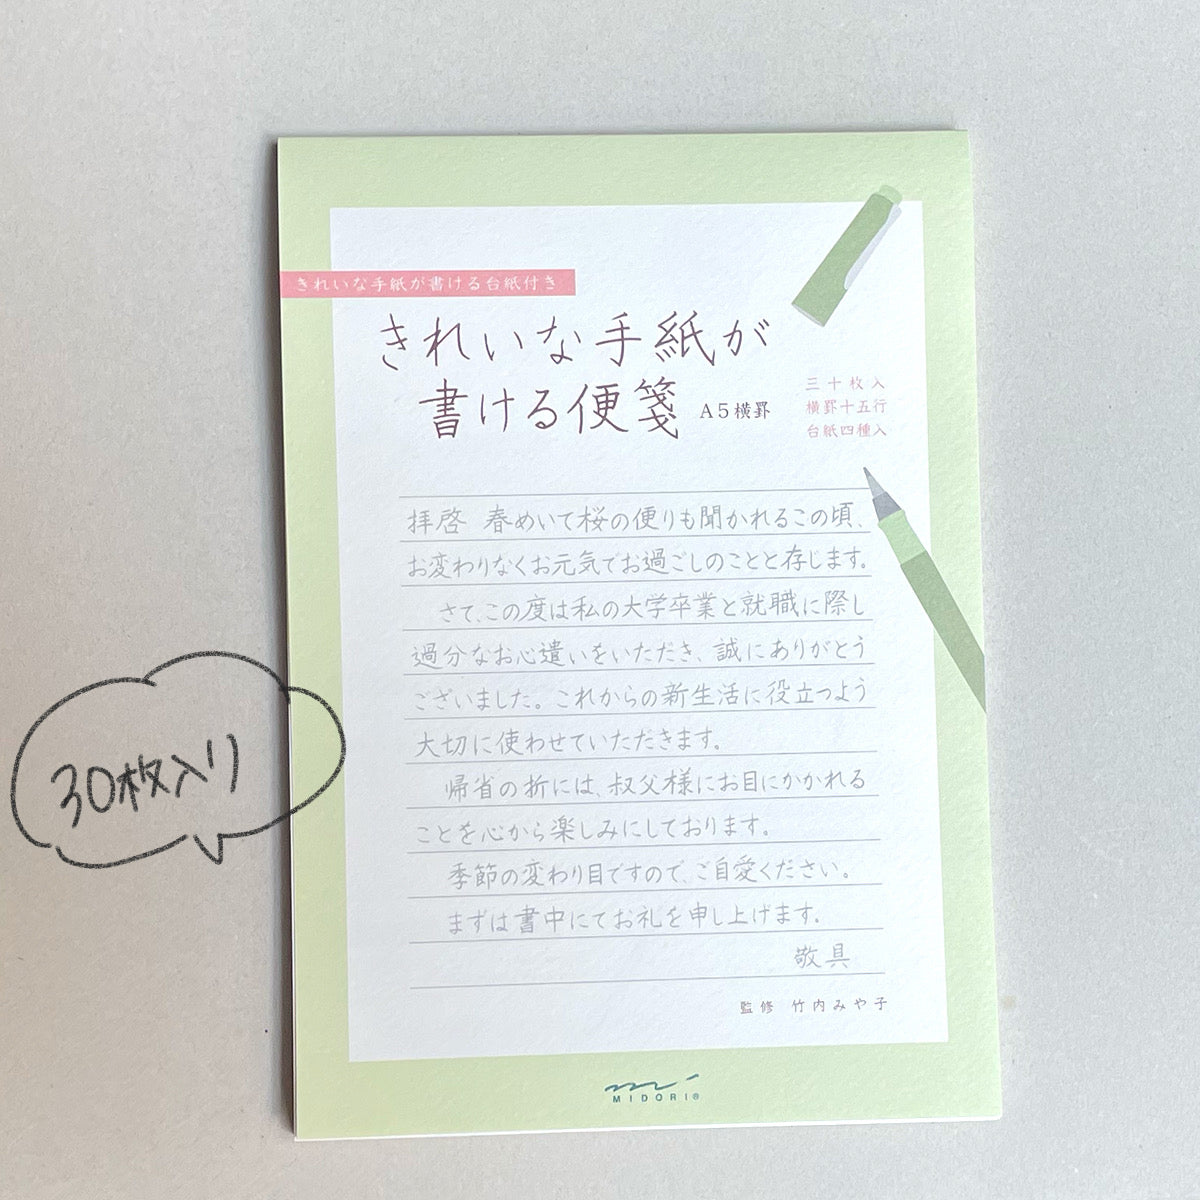 きれいな手紙が書ける台紙付き
きれいな手紙が
書ける便箋 A5横罫
三十枚入
横罫十五行
台紙四種入
拝啓 春めいて桜の便りも聞かれるこの頃、
お変わりなくお元気でお過ごしのことと存じます。
さて、この度は私の大学卒業と就職に際し
過分なお心遣いをいただき、誠にありがとう
ございました。これからの新生活に役立つよう
大切に使わせていただきます。
帰省の折には、叔父様にお目にかかれる
ことを心から楽しみにしております。
季節の変わり目ですので、ご自愛ください。
まずは書中にてお礼を申し上げます。
敬具
監修 竹内みや子
MIDORI®
30枚入り